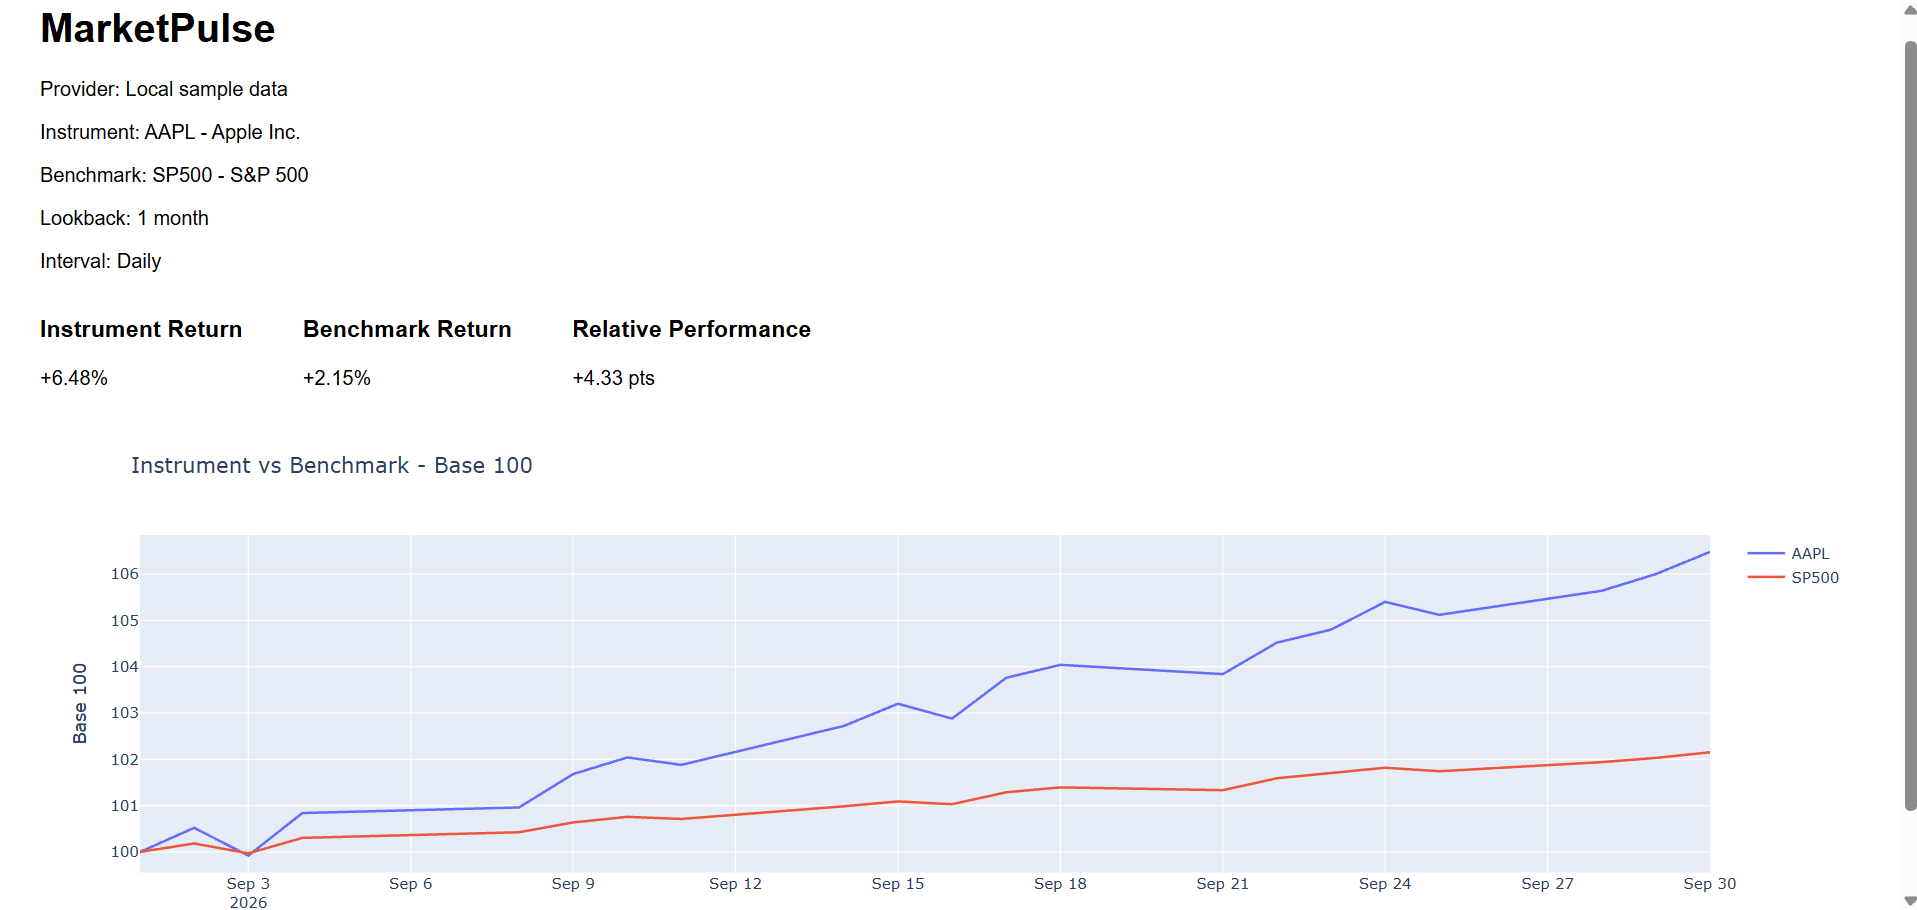 MarketPulse
Provider: Local sample data
Instrument: AAPL - Apple Inc.
Benchmark: SP500 - S&P 500
Lookback: 1 month
Interval: Daily
Instrument Return
Benchmark Return
Relative Performance
+6.48%
+2.15%
+4.33 pts
Instrument vs Benchmark - Base 100
AAPL
SP500
Base 100
106
105
104
103
102
101
100
Sep 3
2026
Sep 6
Sep 9
Sep 12
Sep 15
Sep 18
Sep 21
Sep 24
Sep 27
Sep 30